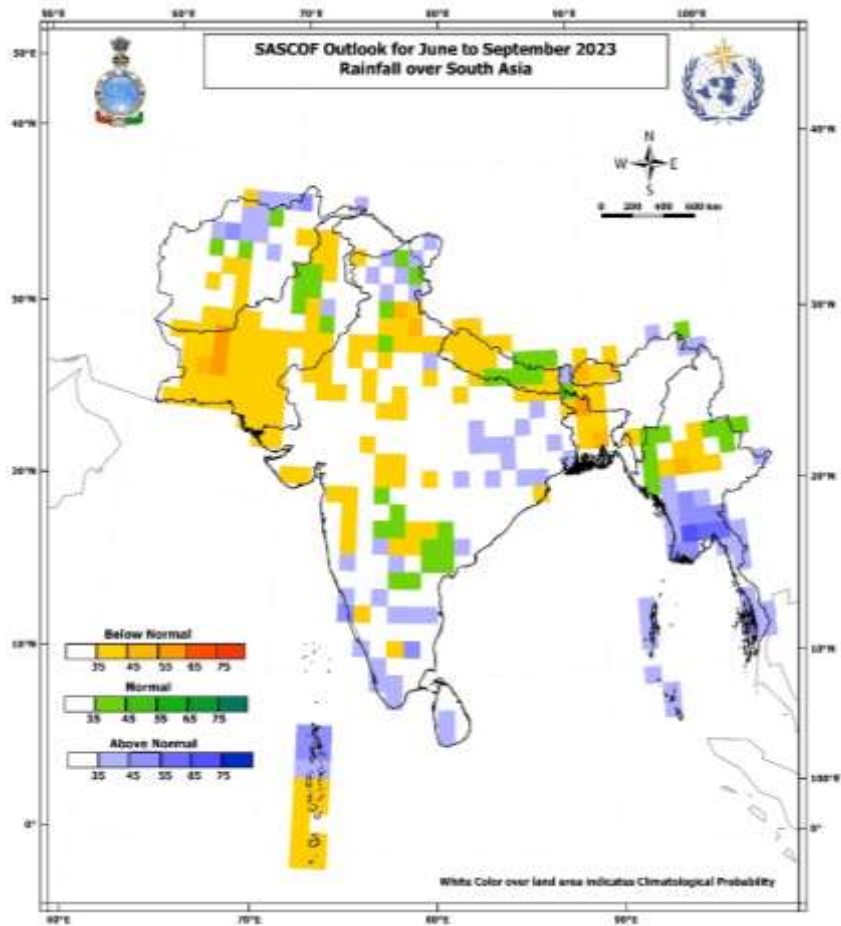 60°E 60°E 70°E 80°E 90°E 100°E
50°N
SASCOF Outlook for June to September 2023
Rainfall over South Asia
40°N 40°N
N
W E
S
0 200 400 600 km
30°N 30°N
20°N 20°N
Below Normal
10°N 10°N
35 45 55 65 75
Normal
35 45 55 65 75
Above Normal
35 45 55 65 75
100°E
0° 0°
White Color over land area indicates Climatological Probability
60°E 70°E 80°E 90°E